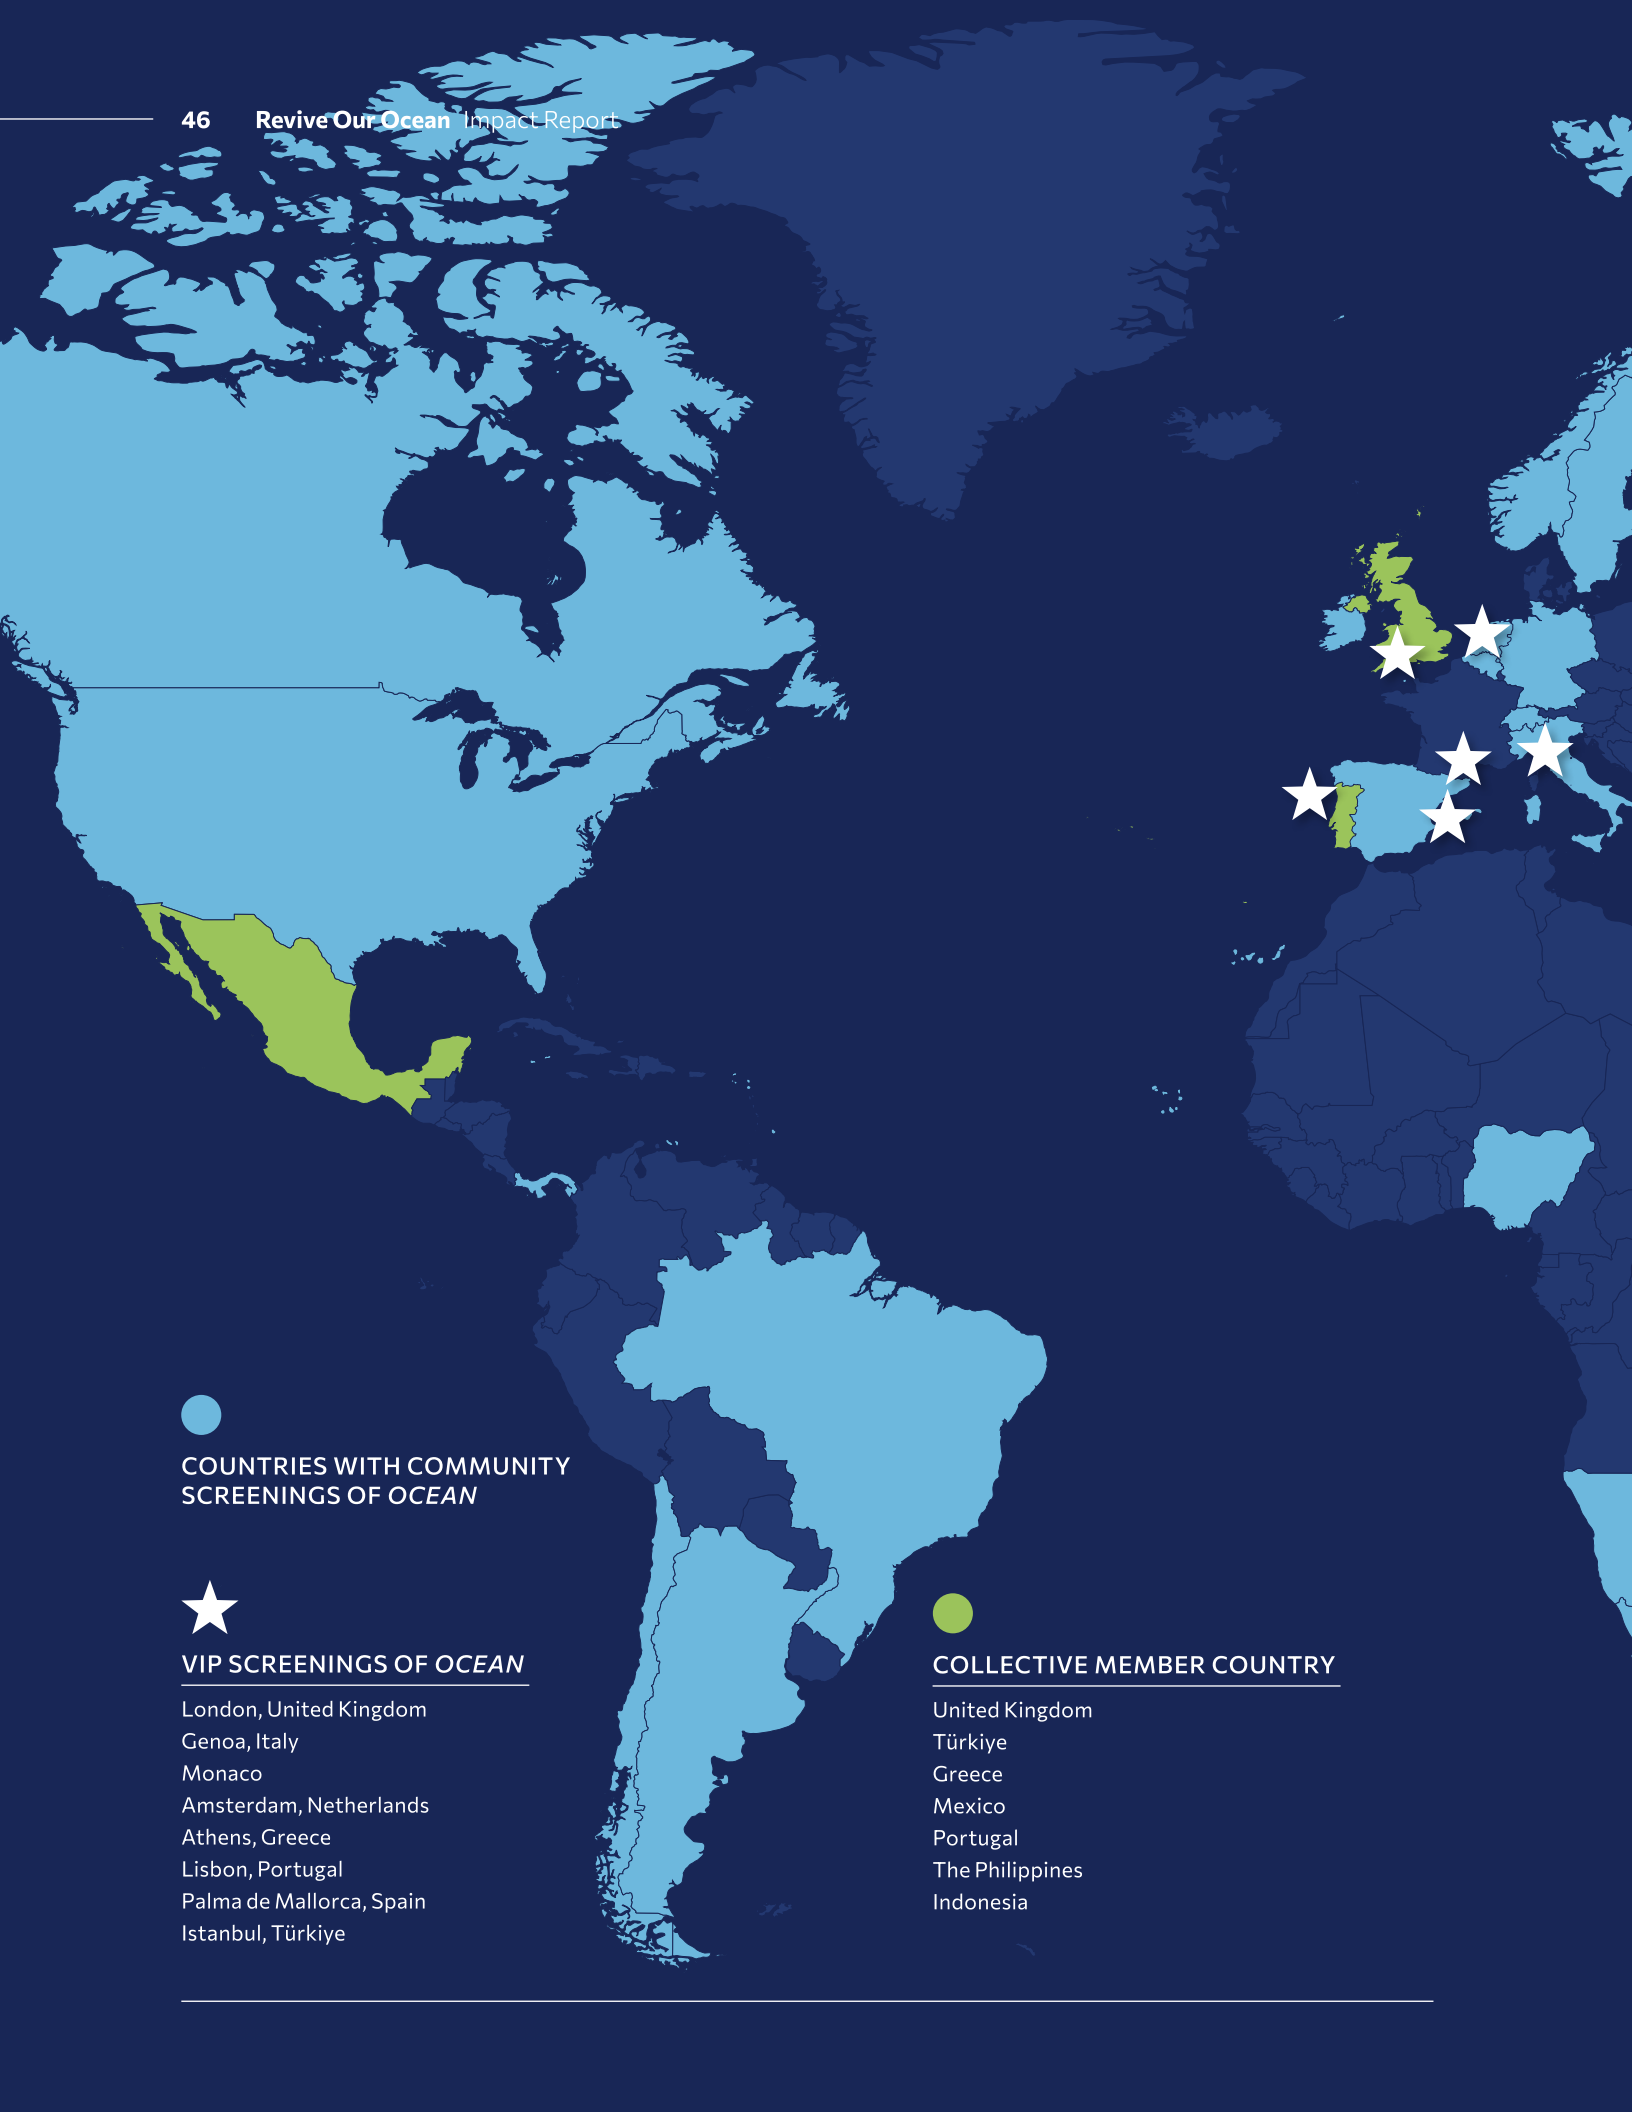 46 Revive Our Ocean Impact Report
COUNTRIES WITH COMMUNITY
SCREENINGS OF OCEAN
VIP SCREENINGS OF OCEAN
London, United Kingdom
Genoa, Italy
Monaco
Amsterdam, Netherlands
Athens, Greece
Lisbon, Portugal
Palma de Mallorca, Spain
Istanbul, Türkiye
COLLECTIVE MEMBER COUNTRY
United Kingdom
Türkiye
Greece
Mexico
Portugal
The Philippines
Indonesia